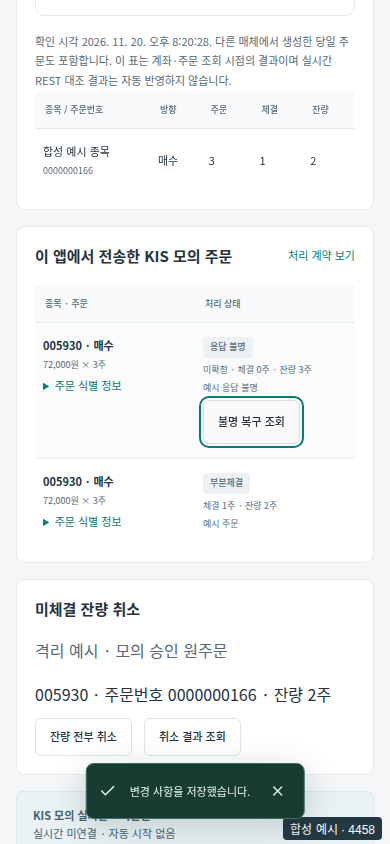 확인 시각 2026. 11. 20. 오후 8:20:28. 다른 매체에서 생성한 당일 주
문도 포함합니다. 이 표는 계좌·주문 조회 시점의 결과이며 실시간
REST 대조 결과는 자동 반영하지 않습니다.
종목 / 주문번호 방향 주문 체결 잔량
합성 예시 종목 매수 3 1 2
0000000166
이 앱에서 전송한 KIS 모의 주문 처리 계약 보기
종목 · 주문 처리 상태
005930 · 매수 응답 불명
72,000원 × 3주 미확정 · 체결 0주 · 잔량 3주
▶ 주문 식별 정보 예시 응답 불명
불명 복구 조회
005930 · 매수 부분체결
72,000원 × 3주 체결 1주 · 잔량 2주
▶ 주문 식별 정보 예시 주문
미체결 잔량 취소
격리 예시 · 모의 승인 원주문
005930 · 주문번호 0000000166 · 잔량 2주
잔량 전부 취소 취소 결과 조회
변경 사항을 저장했습니다.
KIS 모의
실시간 미연결 · 자동 시작 없음
합성 예시 · 4458